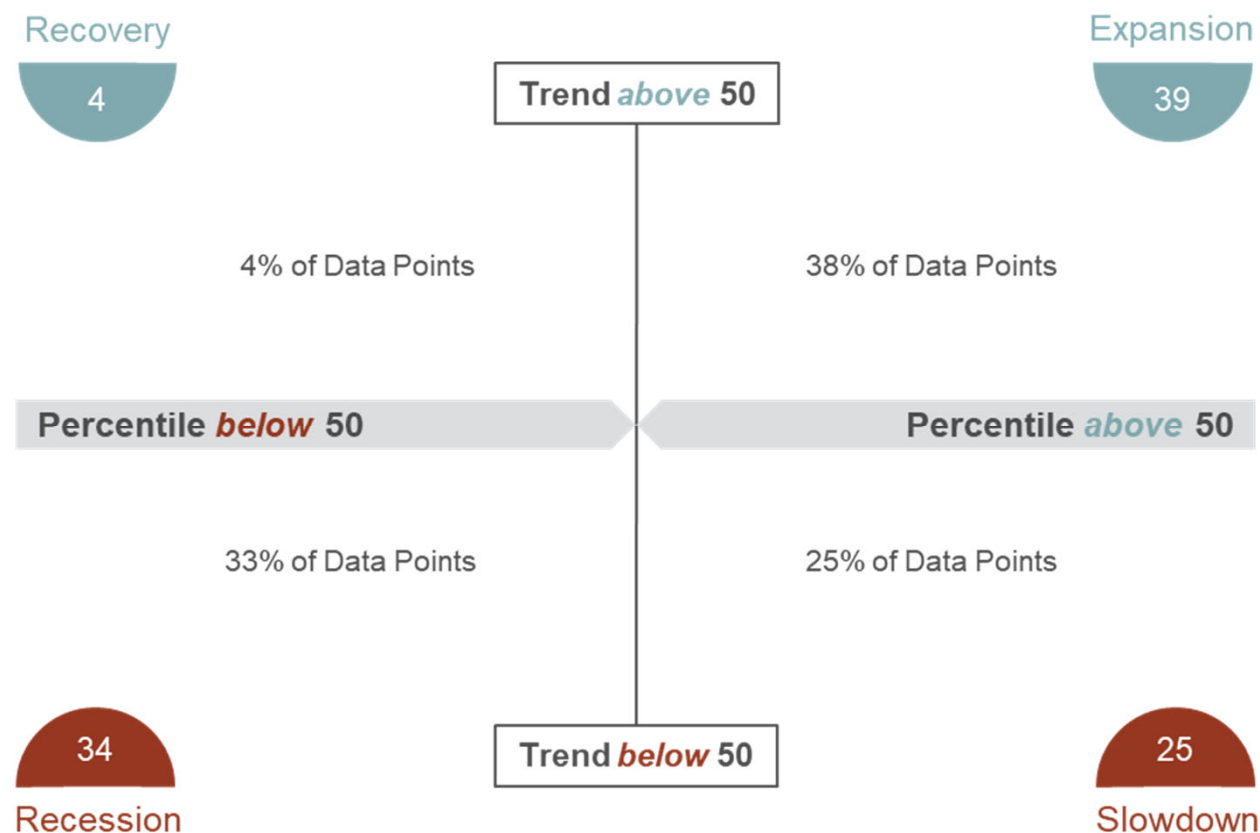 Recovery
Expansion
4
Trend above 50
39
4% of Data Points
38% of Data Points
Percentile below 50
Percentile above 50
33% of Data Points
25% of Data Points
34
Trend below 50
25
Recession
Slowdown